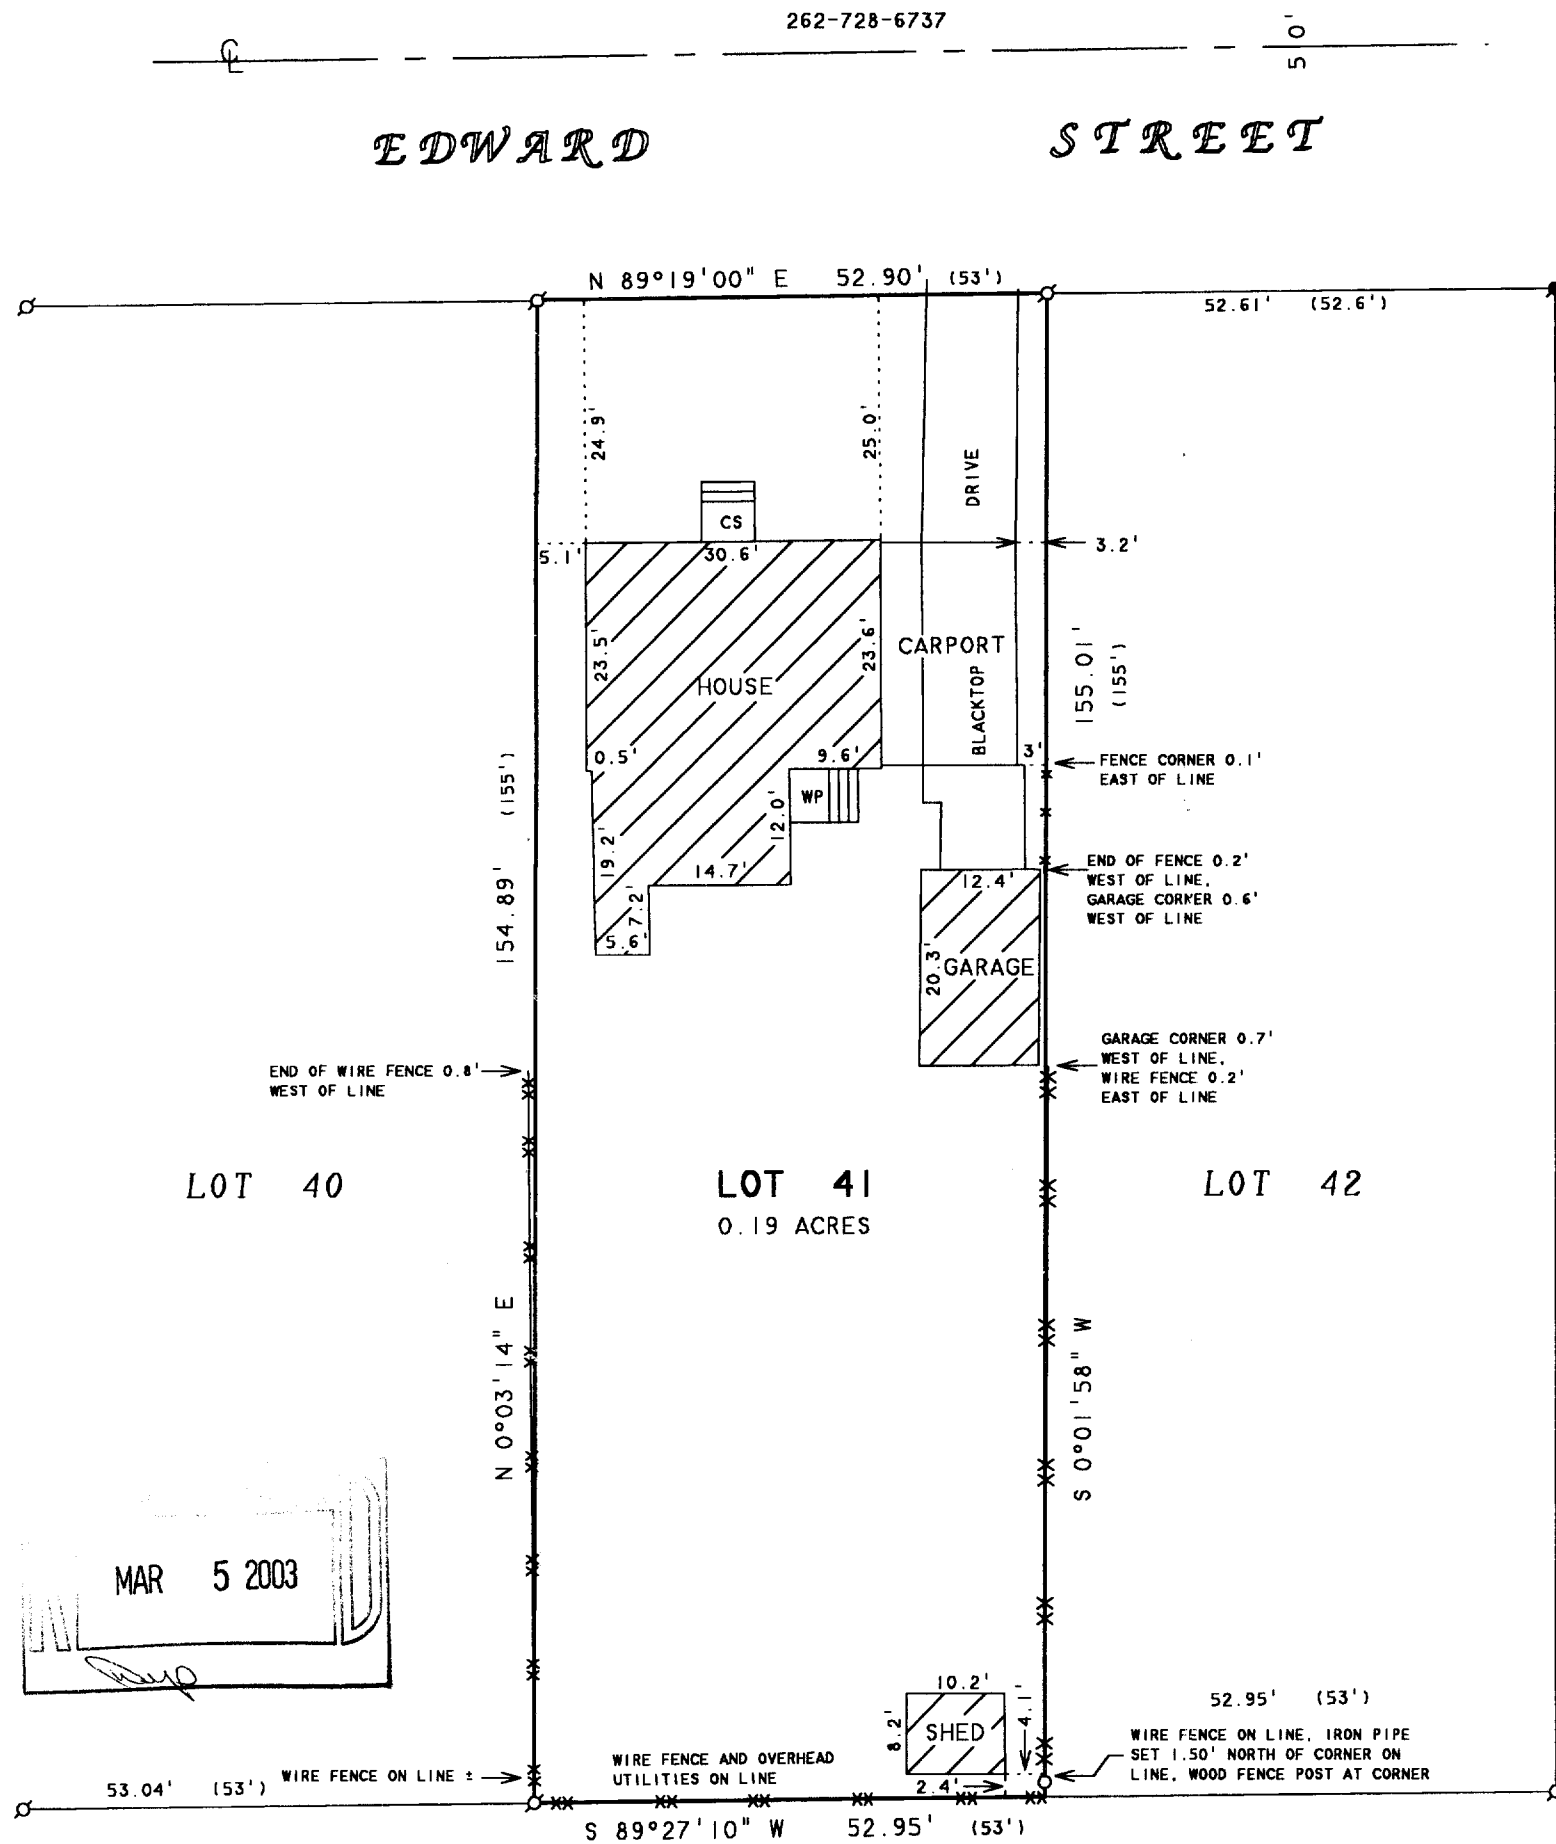 262-728-6737
℄
50'
EDWARD STREET
N 89°19'00" E 52.90' (53')
52.61' (52.6')
24.9'
25.0'
DRIVE
CS
5.1'
30.6'
3.2'
23.5'
23.6'
CARPORT
HOUSE
BLACKTOP
155.01'
(155')
0.5'
9.6'
3'
FENCE CORNER 0.1'
EAST OF LINE
WP
12.0'
(155')
154.89'
19.2'
14.7'
7.2'
5.6'
12.4'
END OF FENCE 0.2'
WEST OF LINE,
GARAGE CORNER 0.6'
WEST OF LINE
20.3'
GARAGE
GARAGE CORNER 0.7'
WEST OF LINE,
WIRE FENCE 0.2'
EAST OF LINE
END OF WIRE FENCE 0.8'
WEST OF LINE
LOT 40
LOT 41
0.19 ACRES
LOT 42
N 0°03'14" E
S 0°01'58" W
MAR 5 2003
10.2'
8.2'
SHED
4.1'
2.4'
52.95' (53')
WIRE FENCE ON LINE, IRON PIPE
SET 1.50' NORTH OF CORNER ON
LINE, WOOD FENCE POST AT CORNER
WIRE FENCE AND OVERHEAD
UTILITIES ON LINE
53.04' (53')
WIRE FENCE ON LINE ±
S 89°27'10" W 52.95' (53')